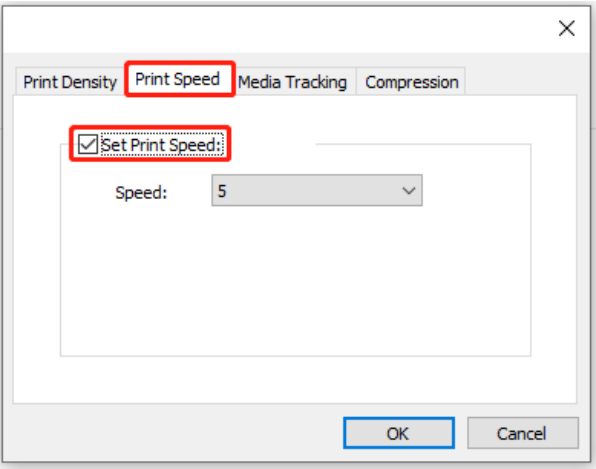 Print Density Print Speed Media Tracking Compression
Set Print Speed:
Speed: 5
OK Cancel